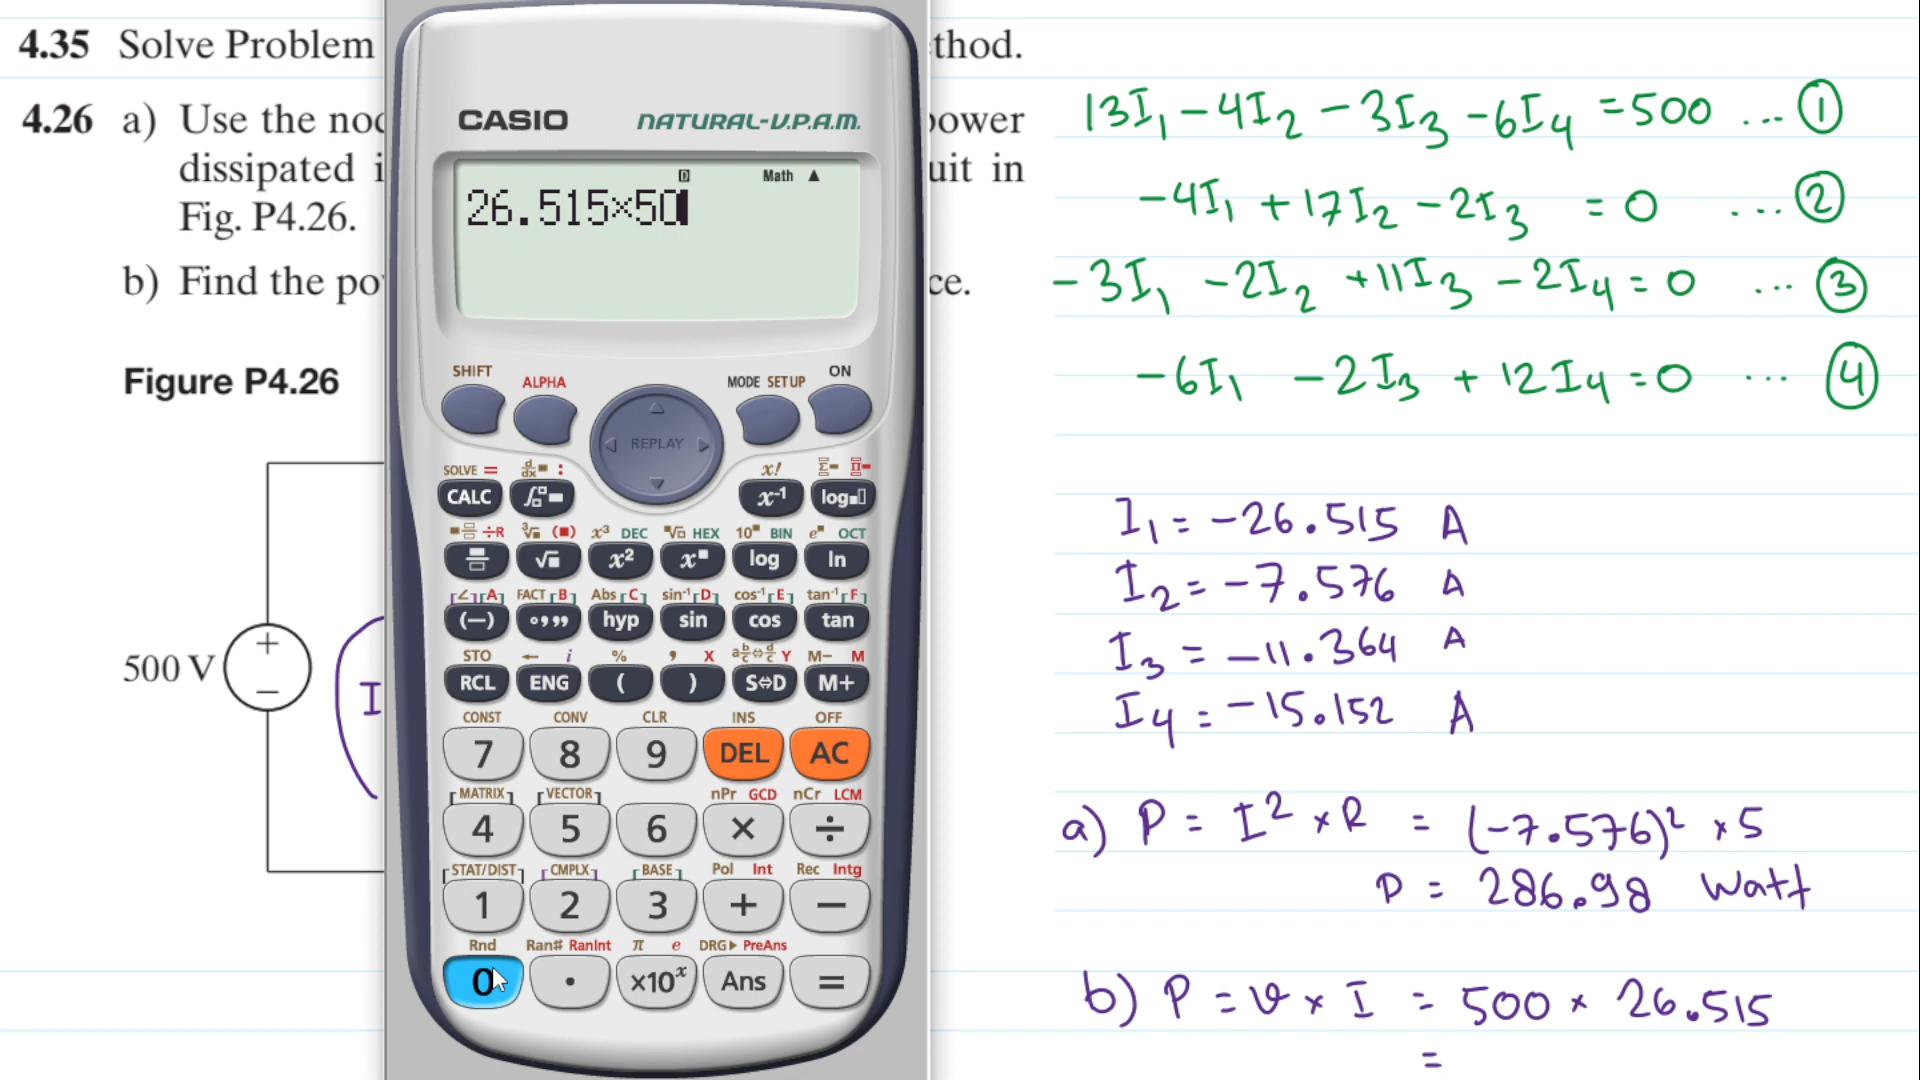 4.35 Solve Problem thod.
4.26 a) Use the nod power
dissipated i uit in
Fig. P4.26.
b) Find the po ce.
Figure P4.26
500 V
+
−
I
CASIO NATURAL-V.P.A.M.
D Math ▲
26.515×50
SHIFT ALPHA MODE SETUP ON
REPLAY
SOLVE = d/dx : x! Σ Π
CALC ∫ x⁻¹ log
÷R ³√ x³ DEC √ HEX 10 BIN e OCT
√ x² x log ln
∠ A FACT B Abs C sin⁻¹ D cos⁻¹ E tan⁻¹ F
(−) °,,, hyp sin cos tan
STO ← i % , X a b/c⇔d/c Y M− M
RCL ENG ( ) S⇔D M+
CONST CONV CLR INS OFF
7 8 9 DEL AC
MATRIX VECTOR nPr GCD nCr LCM
4 5 6 × ÷
STAT/DIST CMPLX BASE Pol Int Rec Intg
1 2 3 + −
Rnd Ran# RanInt π e DRG▶ PreAns
0 . ×10ˣ Ans =
13I₁ − 4I₂ − 3I₃ − 6I₄ = 500 ... ①
−4I₁ + 17I₂ − 2I₃ = 0 ... ②
−3I₁ − 2I₂ + 11I₃ − 2I₄ = 0 ... ③
−6I₁ − 2I₃ + 12I₄ = 0 ... ④
I₁ = −26.515 A
I₂ = −7.576 A
I₃ = −11.364 A
I₄ = −15.152 A
a) P = I² × R = (−7.576)² × 5
P = 286.98 Watt
b) P = v × I = 500 × 26.515
=